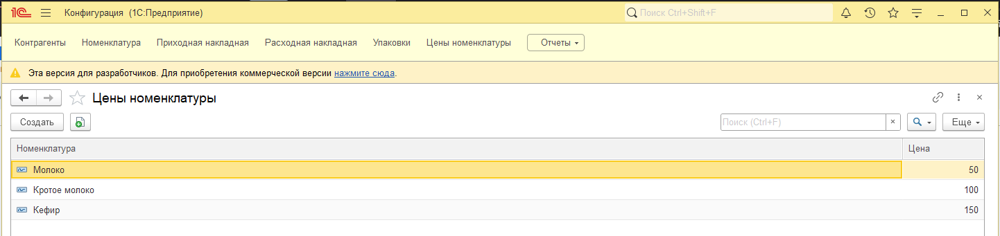 1С Конфигурация (1С:Предприятие) Поиск Ctrl+Shift+F
Контрагенты Номенклатура Приходная накладная Расходная накладная Упаковки Цены номенклатуры Отчеты
Эта версия для разработчиков. Для приобретения коммерческой версии нажмите сюда.
Цены номенклатуры
Создать Поиск (Ctrl+F) × Еще
Номенклатура Цена
Молоко 50
Кротое молоко 100
Кефир 150